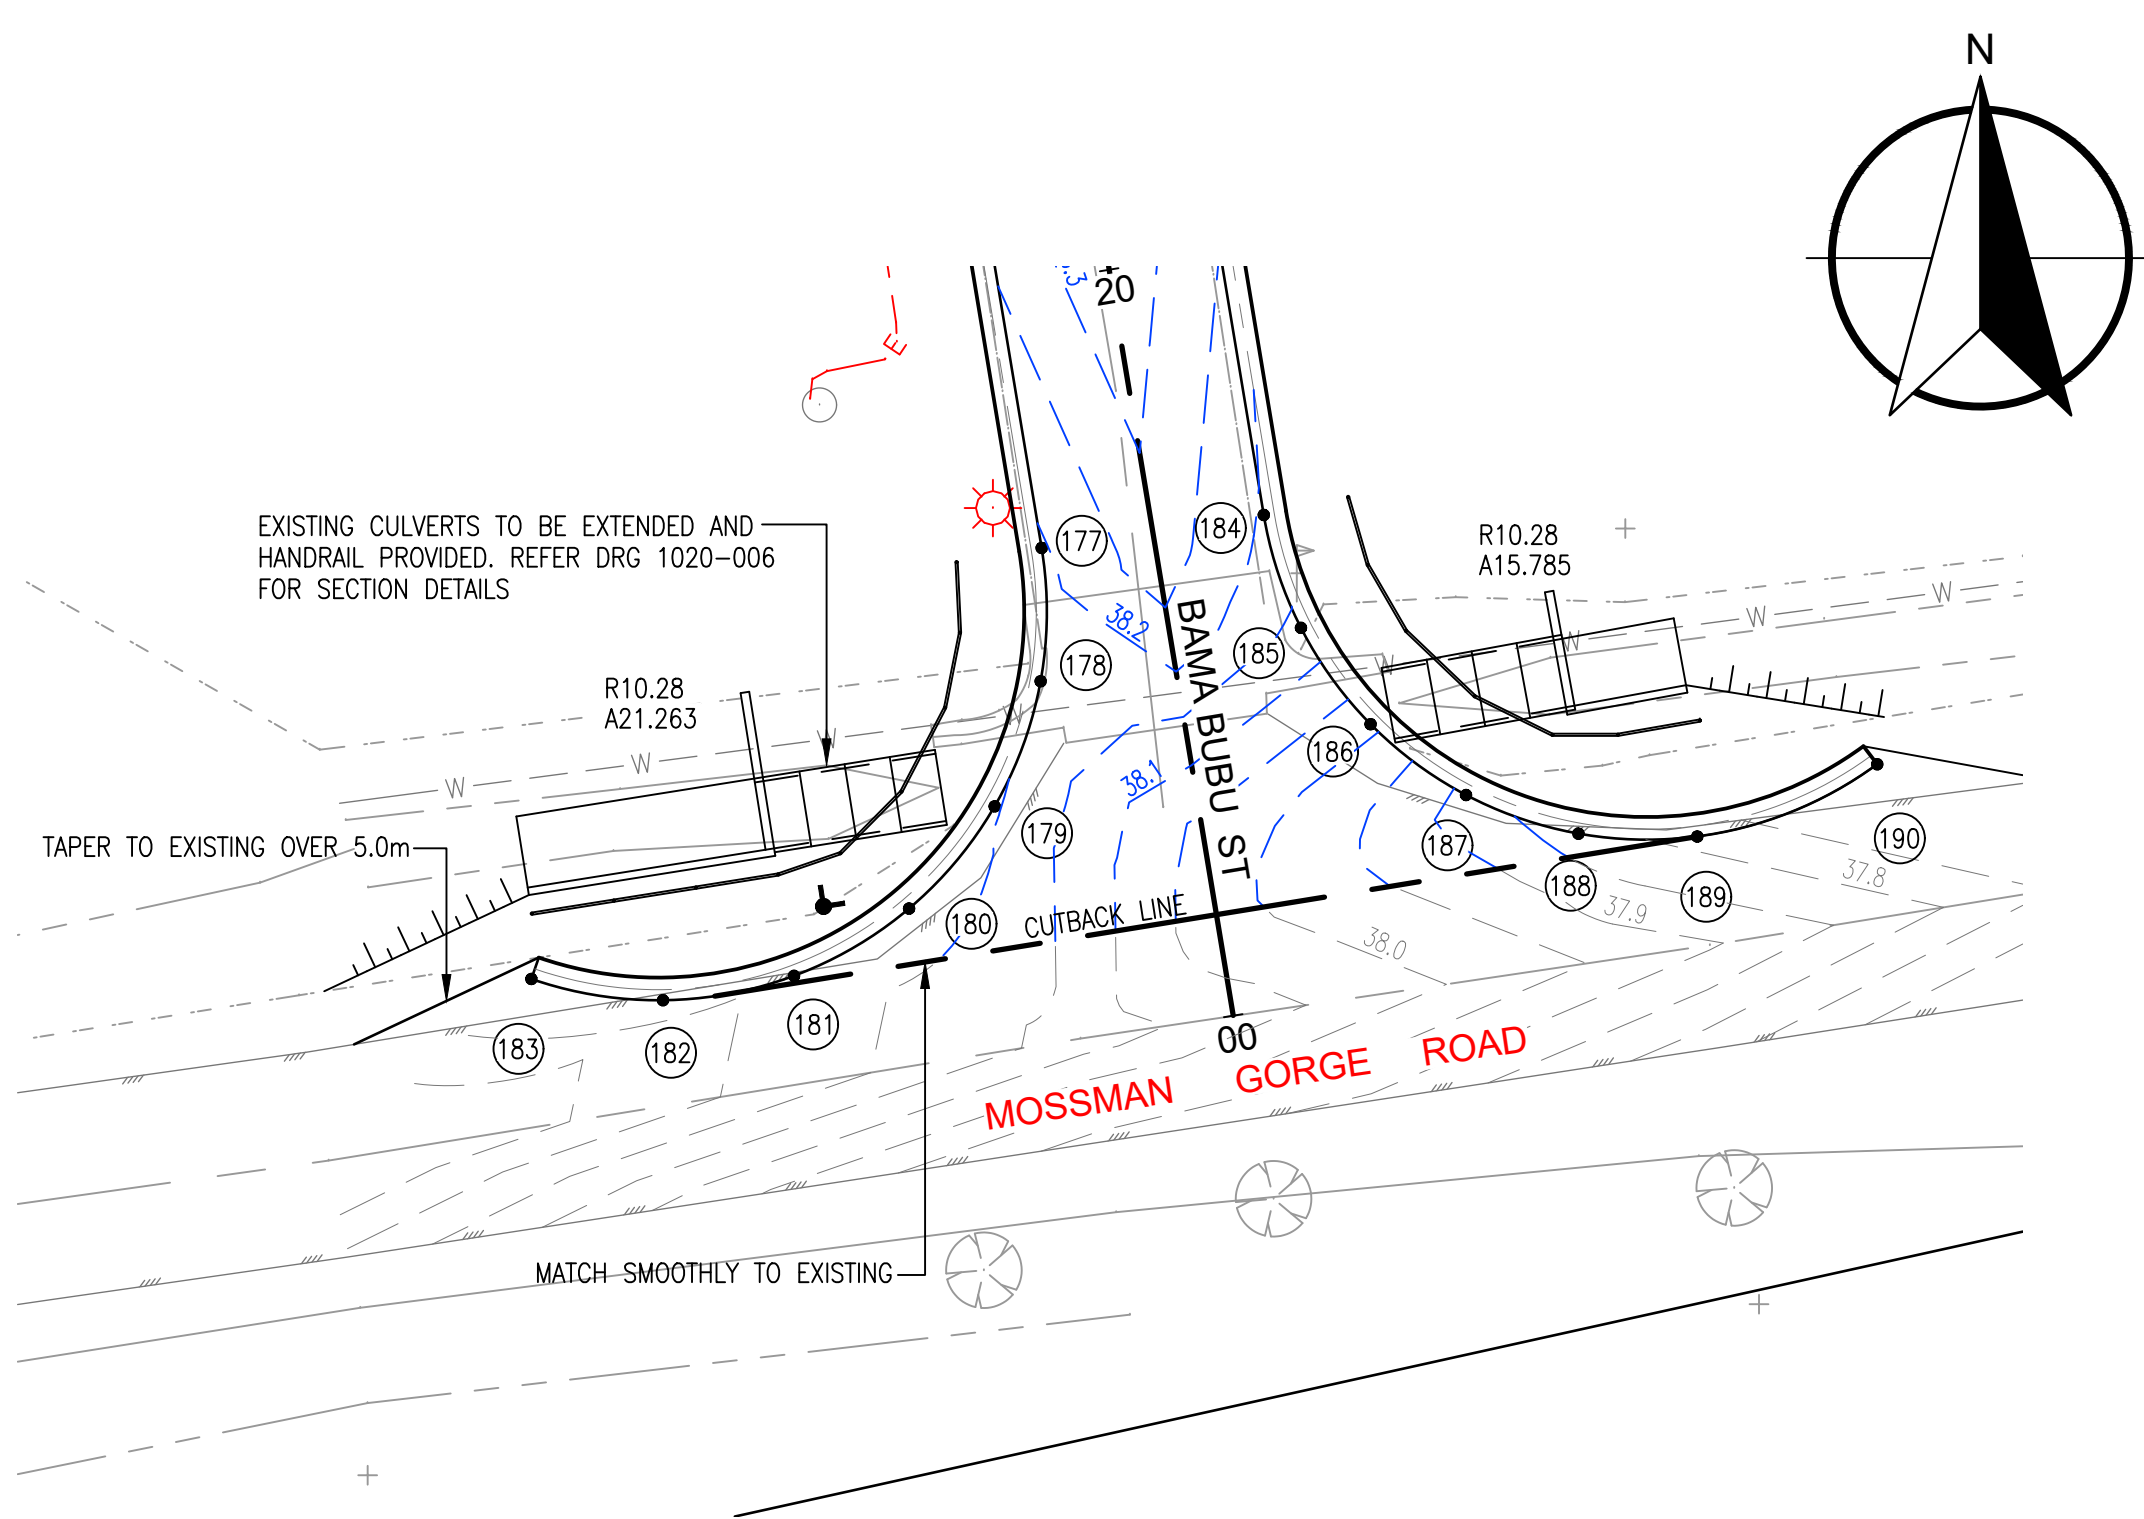 N
20
E
177
184
R10.28
A15.785
EXISTING CULVERTS TO BE EXTENDED AND
HANDRAIL PROVIDED. REFER DRG 1020-006
FOR SECTION DETAILS
W
W
W
38.2
BAMA BUBU ST
185
178
W
W
R10.28
A21.263
W
W
W
186
38.1
TAPER TO EXISTING OVER 5.0m
179
187
190
37.8
188
189
37.9
180
CUTBACK LINE
38.0
181
183
182
00
MOSSMAN GORGE ROAD
MATCH SMOOTHLY TO EXISTING